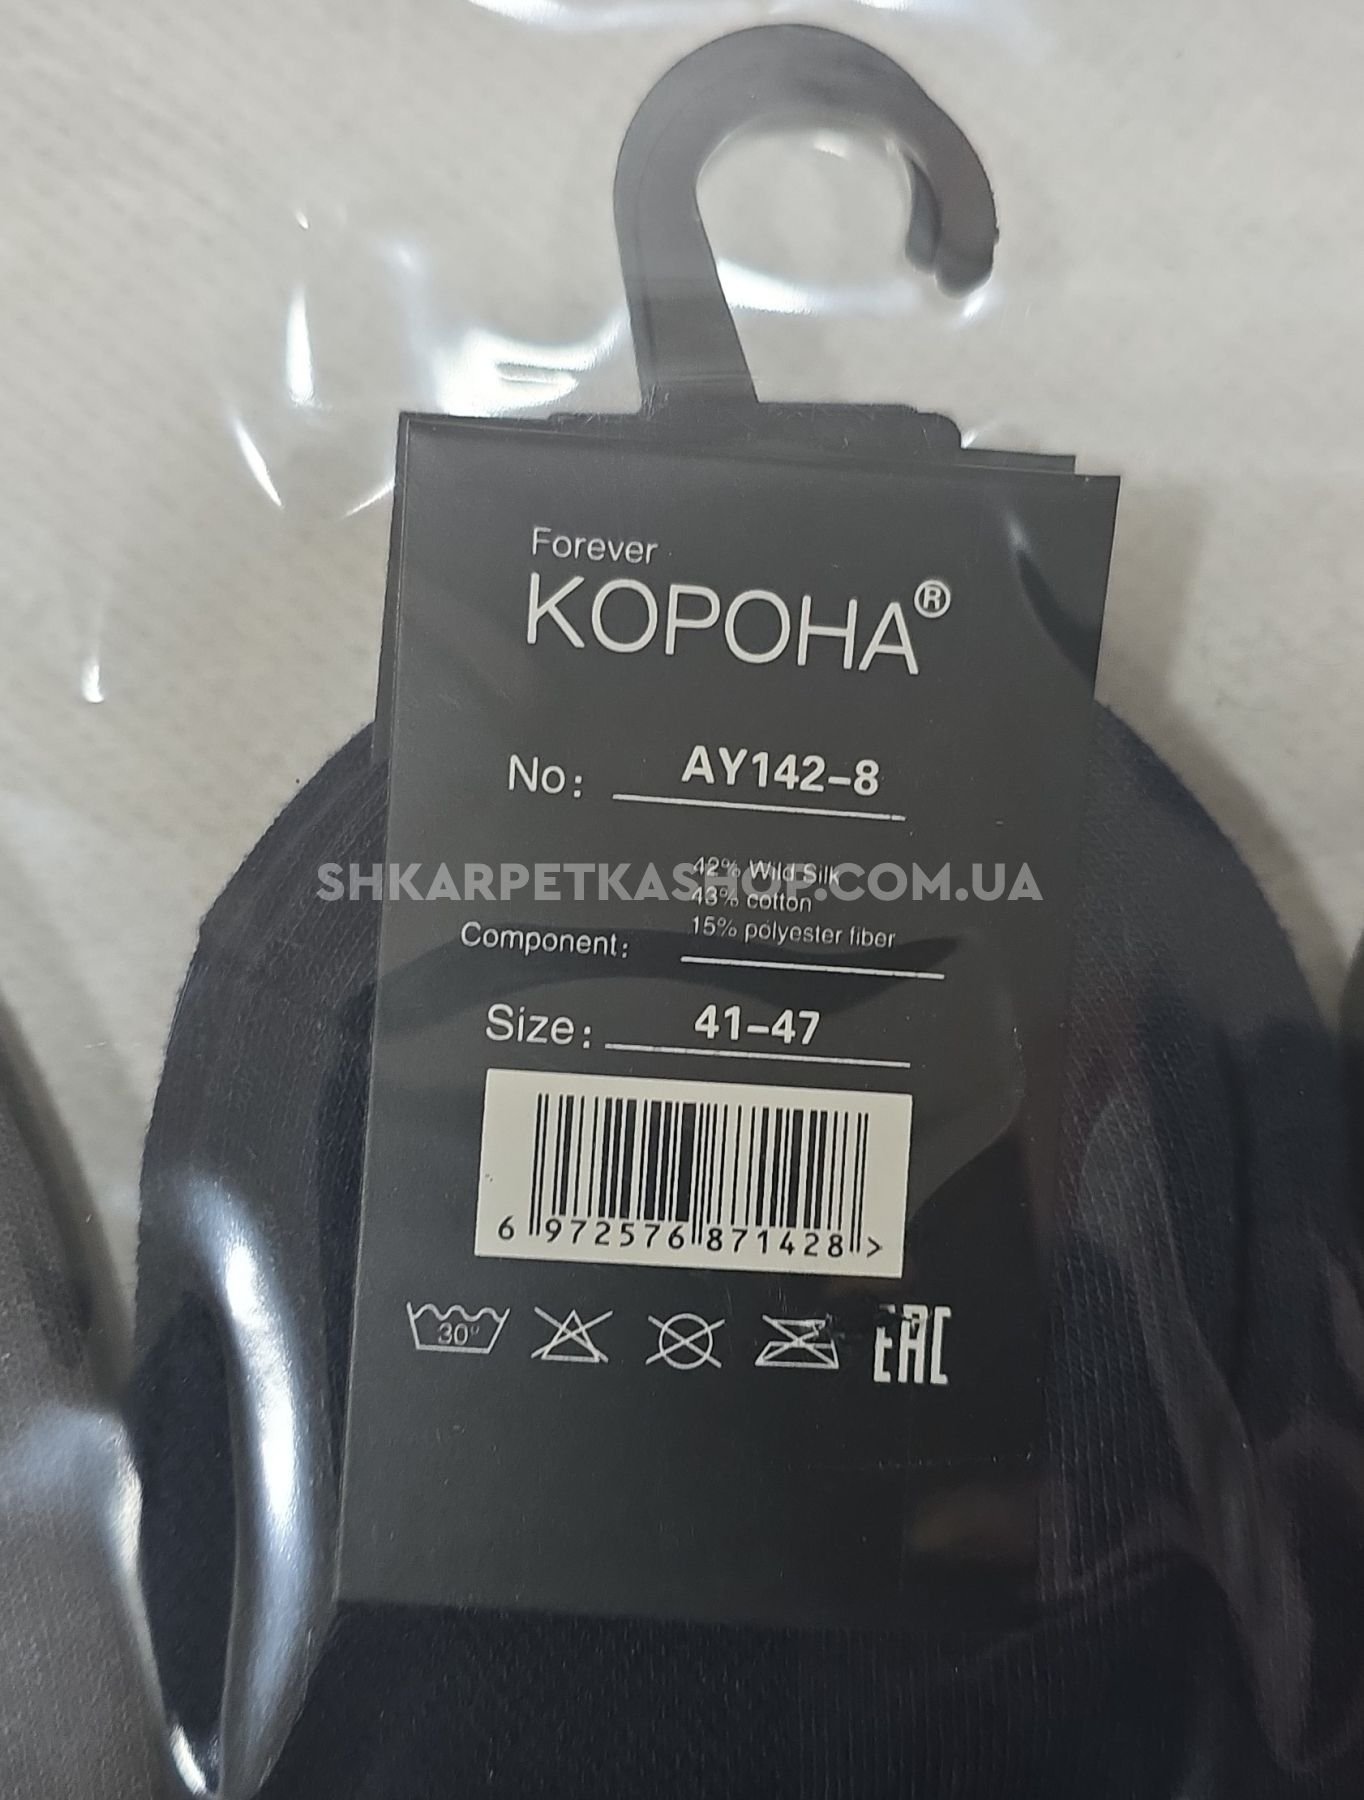 Forever
КОРОНА®
No: AY142-8
42% Wild Silk
SHKARPETKASHOP.COM.UA
43% cotton
15% polyester fiber
Component:
Size: 41-47
6 972576 871428 >
30°
EAC